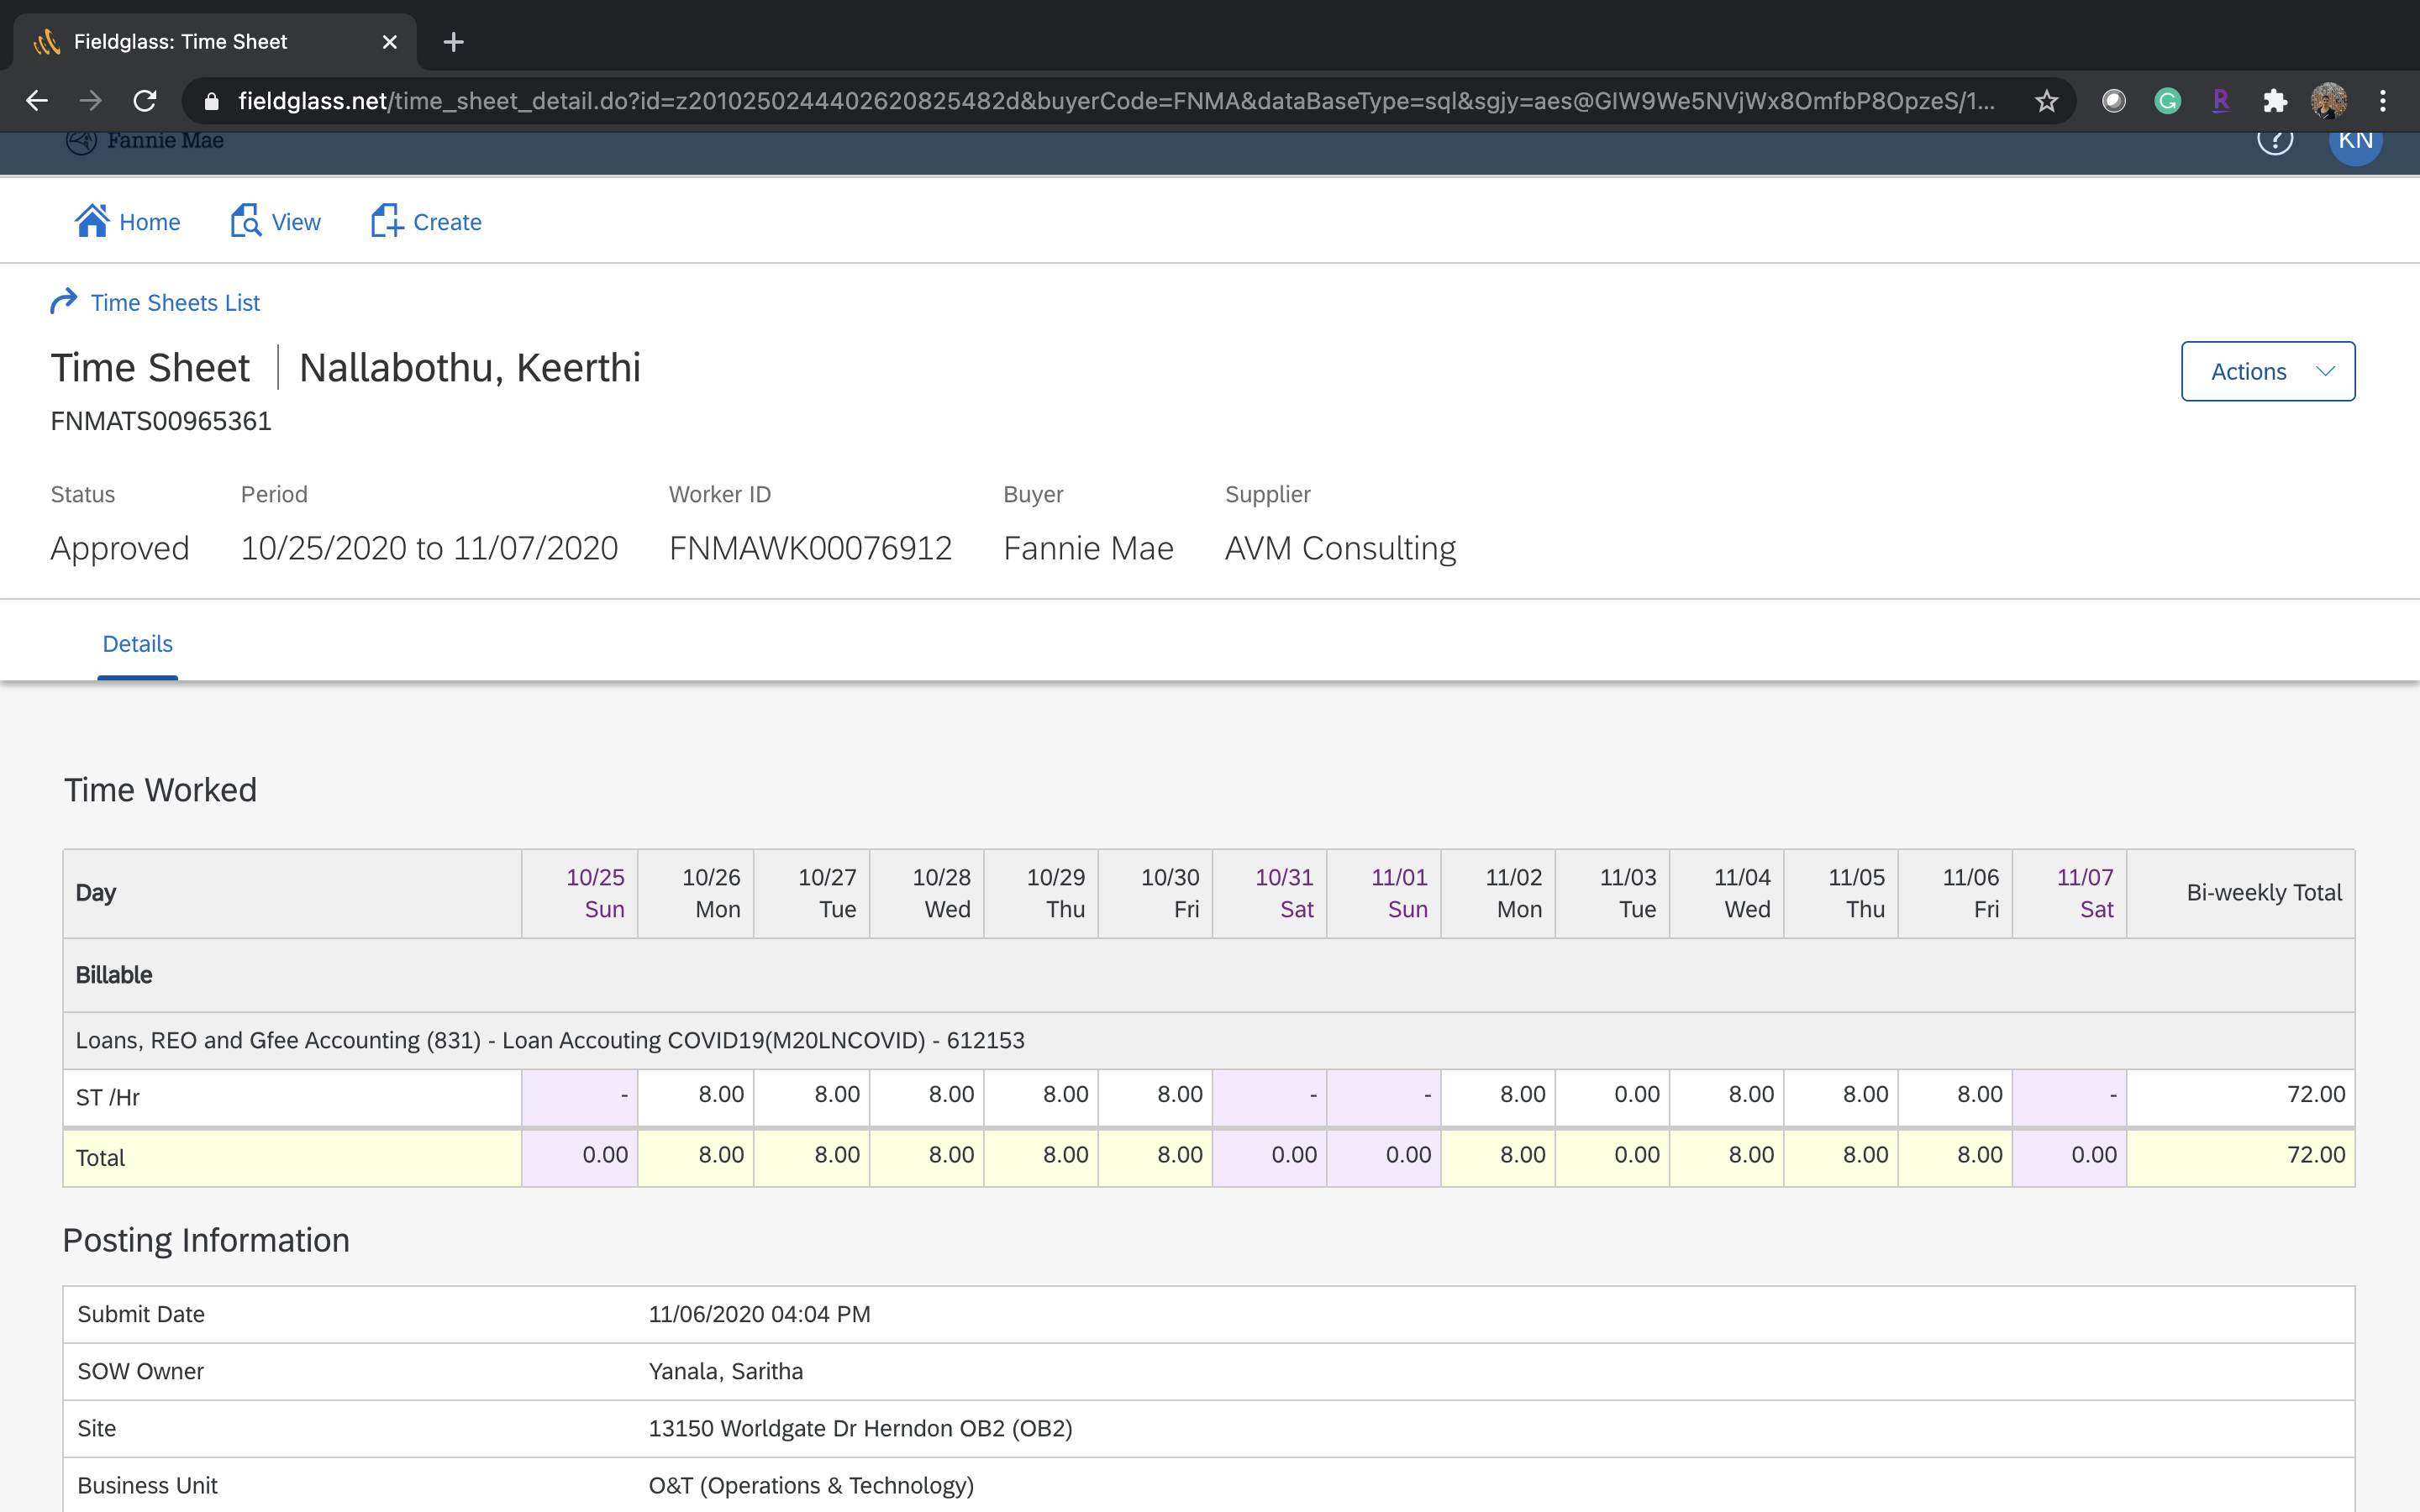 Fieldglass: Time Sheet
fieldglass.net/time_sheet_detail.do?id=z2010250244402620825482d&buyerCode=FNMA&dataBaseType=sql&sgjy=aes@GIW9We5NVjWx8OmfbP8OpzeS/1...
Fannie Mae
? KN
Home View Create
Time Sheets List
Time Sheet | Nallabothu, Keerthi
Actions
FNMATS00965361
Status Period Worker ID Buyer Supplier
Approved 10/25/2020 to 11/07/2020 FNMAWK00076912 Fannie Mae AVM Consulting
Details
Time Worked
Day 10/25 Sun 10/26 Mon 10/27 Tue 10/28 Wed 10/29 Thu 10/30 Fri 10/31 Sat 11/01 Sun 11/02 Mon 11/03 Tue 11/04 Wed 11/05 Thu 11/06 Fri 11/07 Sat Bi-weekly Total
Billable
Loans, REO and Gfee Accounting (831) - Loan Accouting COVID19(M20LNCOVID) - 612153
ST /Hr - 8.00 8.00 8.00 8.00 8.00 - - 8.00 0.00 8.00 8.00 8.00 - 72.00
Total 0.00 8.00 8.00 8.00 8.00 8.00 0.00 0.00 8.00 0.00 8.00 8.00 8.00 0.00 72.00
Posting Information
Submit Date 11/06/2020 04:04 PM
SOW Owner Yanala, Saritha
Site 13150 Worldgate Dr Herndon OB2 (OB2)
Business Unit O&T (Operations & Technology)